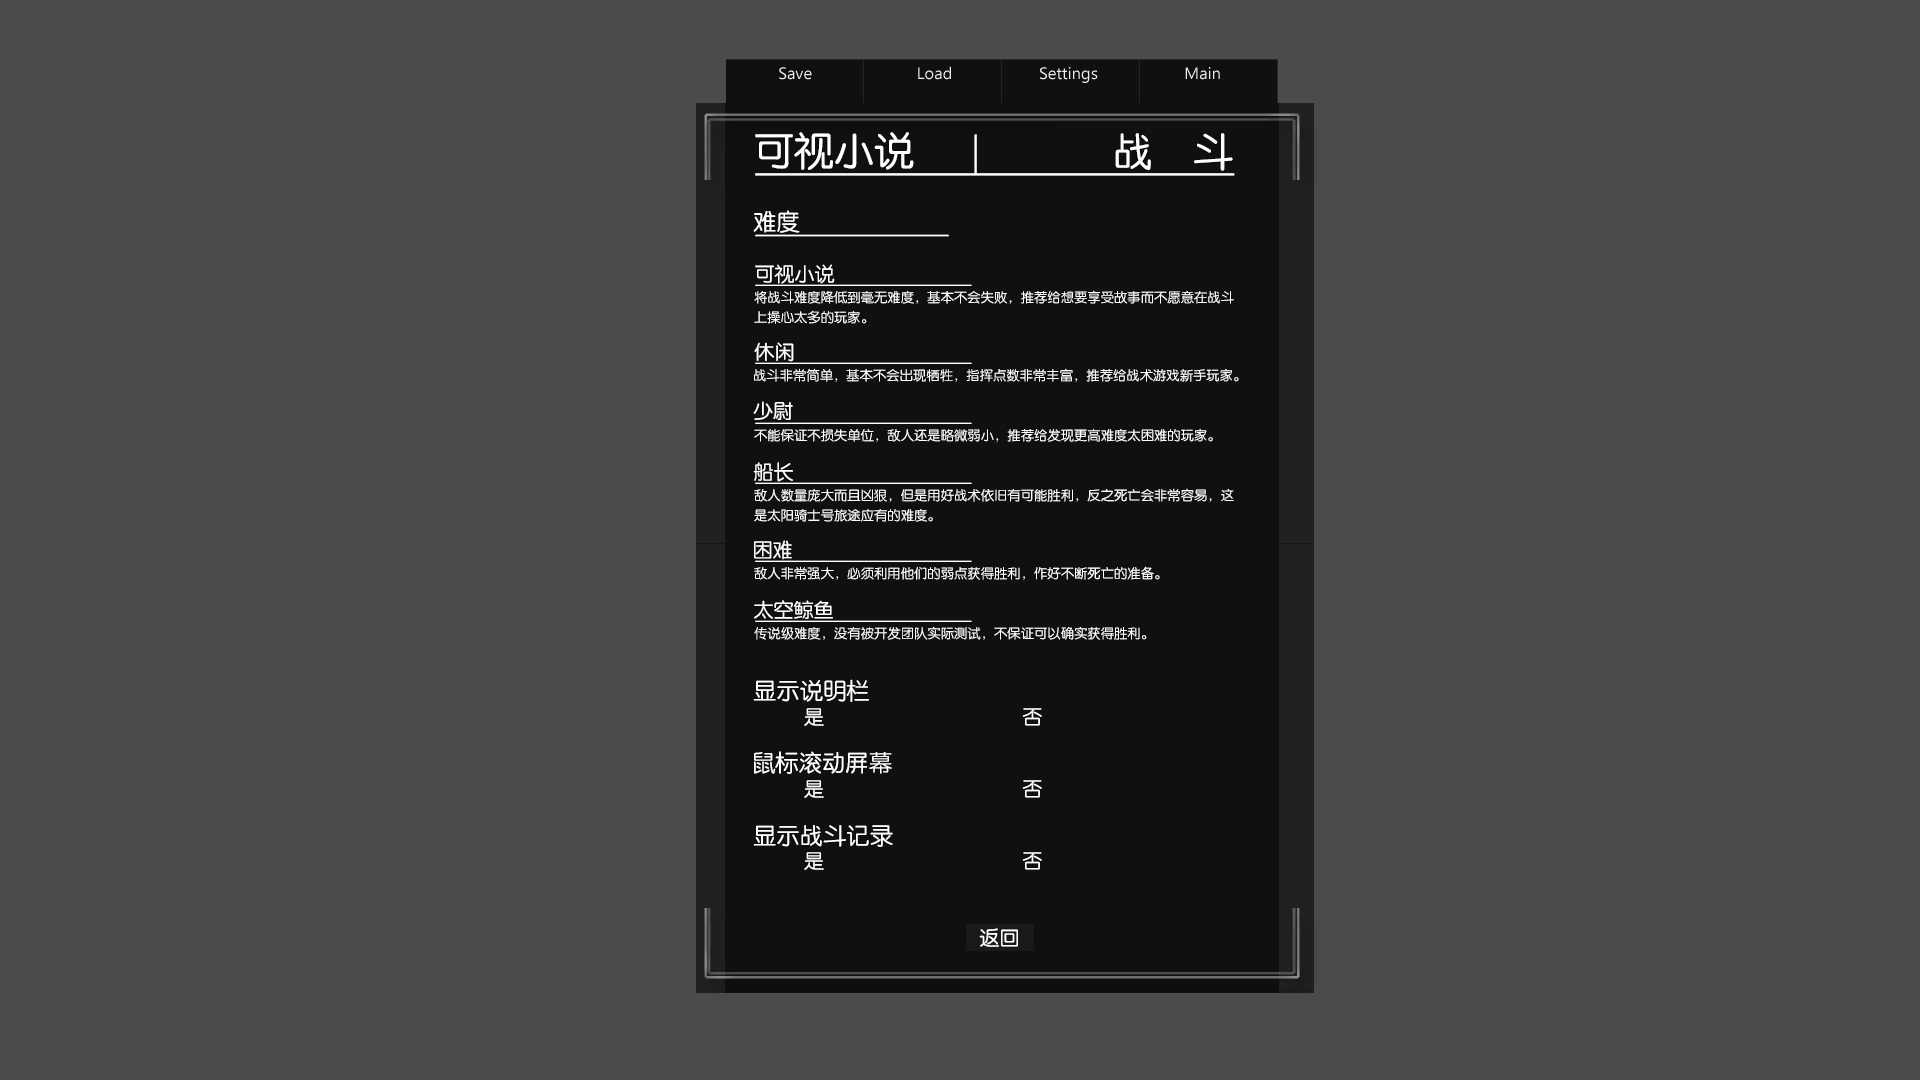 Save Load Settings Main
可视小说 战 斗
难度
可视小说
将战斗难度降低到毫无难度，基本不会失败，推荐给想要享受故事而不愿意在战斗
上操心太多的玩家。
休闲
战斗非常简单，基本不会出现牺牲，指挥点数非常丰富，推荐给战术游戏新手玩家。
少尉
不能保证不损失单位，敌人还是略微弱小，推荐给发现更高难度太困难的玩家。
船长
敌人数量庞大而且凶狠，但是用好战术依旧有可能胜利，反之死亡会非常容易，这
是太阳骑士号旅途应有的难度。
困难
敌人非常强大，必须利用他们的弱点获得胜利，作好不断死亡的准备。
太空鲸鱼
传说级难度，没有被开发团队实际测试，不保证可以确实获得胜利。
显示说明栏
是 否
鼠标滚动屏幕
是 否
显示战斗记录
是 否
返回